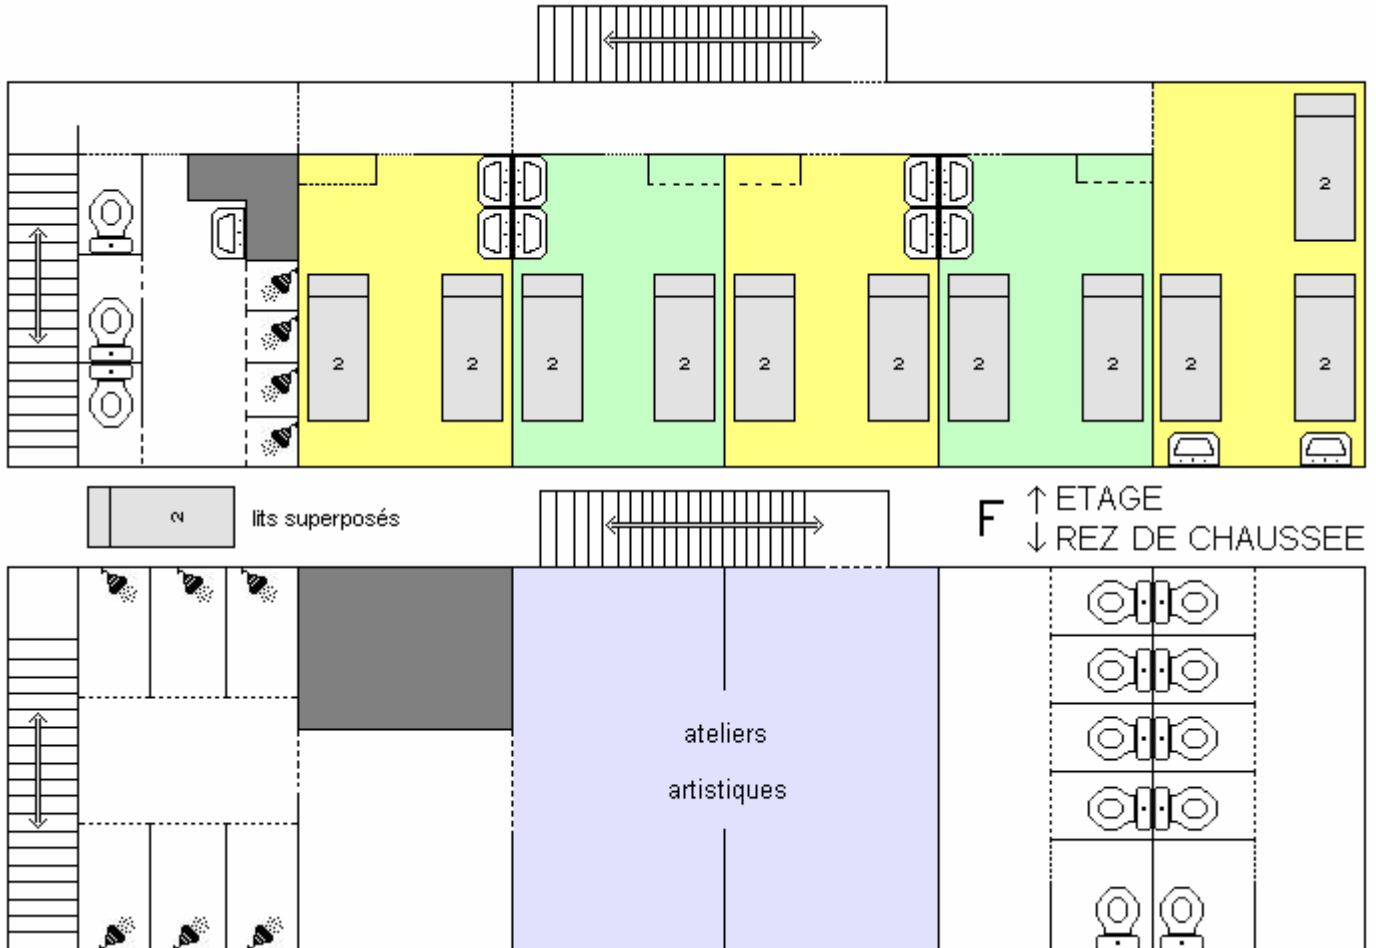 2
2 2 2 2 2 2 2 2 2 2
2 lits superposés
F ↑ ETAGE
↓ REZ DE CHAUSSEE
ateliers
artistiques